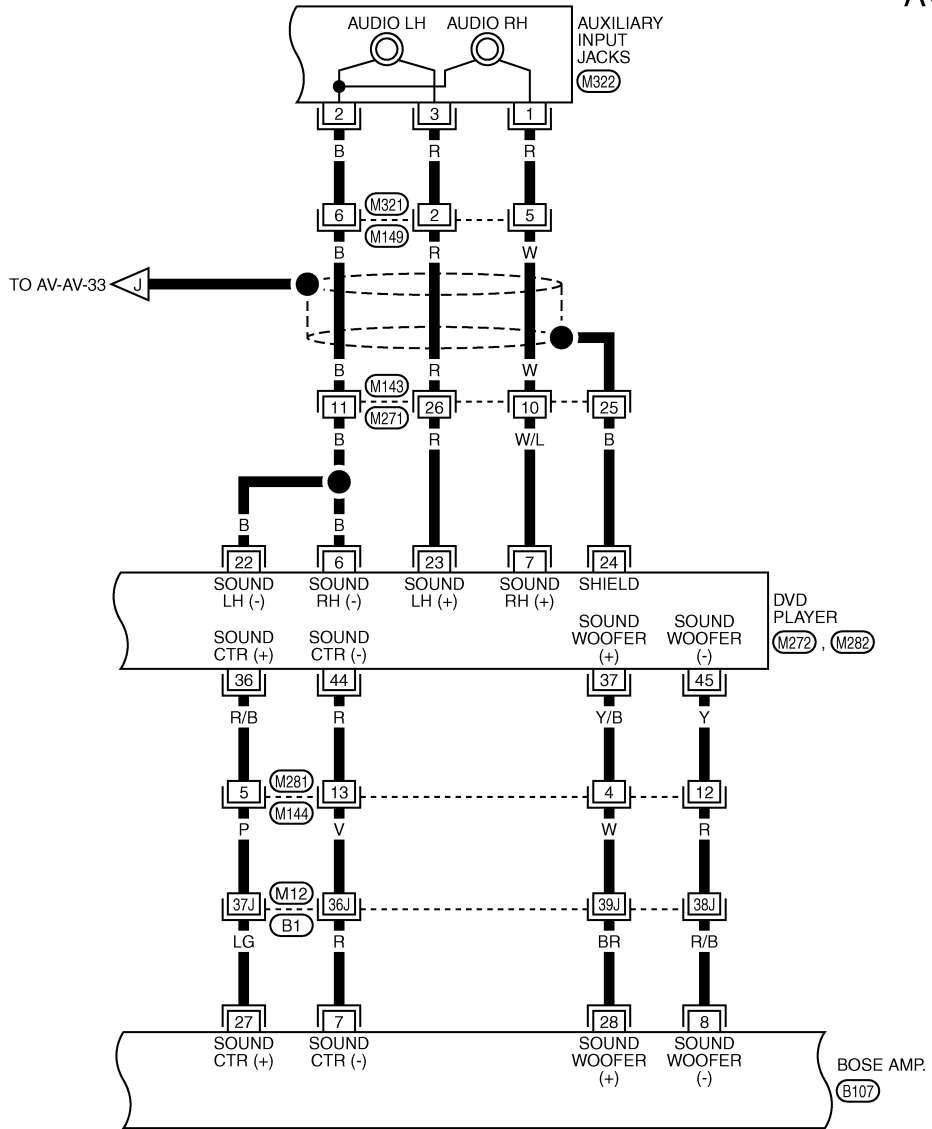 AUDIO LH AUDIO RH
AUXILIARY
INPUT
JACKS
M322
2 3 1
B R R
M321
6 2 5
M149
B R W
TO AV-AV-33 J
B R W
M143
11 26 10 25
M271
B R W/L B
B B
22 6 23 7 24
SOUND LH (-)
SOUND RH (-)
SOUND LH (+)
SOUND RH (+)
SHIELD
DVD
PLAYER
M272 , M282
SOUND CTR (+)
SOUND CTR (-)
SOUND WOOFER (+)
SOUND WOOFER (-)
36 44 37 45
R/B R Y/B Y
M281
5 13 4 12
M144
P V W R
M12
37J 36J 39J 38J
B1
LG R BR R/B
27 7 28 8
SOUND CTR (+)
SOUND CTR (-)
SOUND WOOFER (+)
SOUND WOOFER (-)
BOSE AMP.
B107